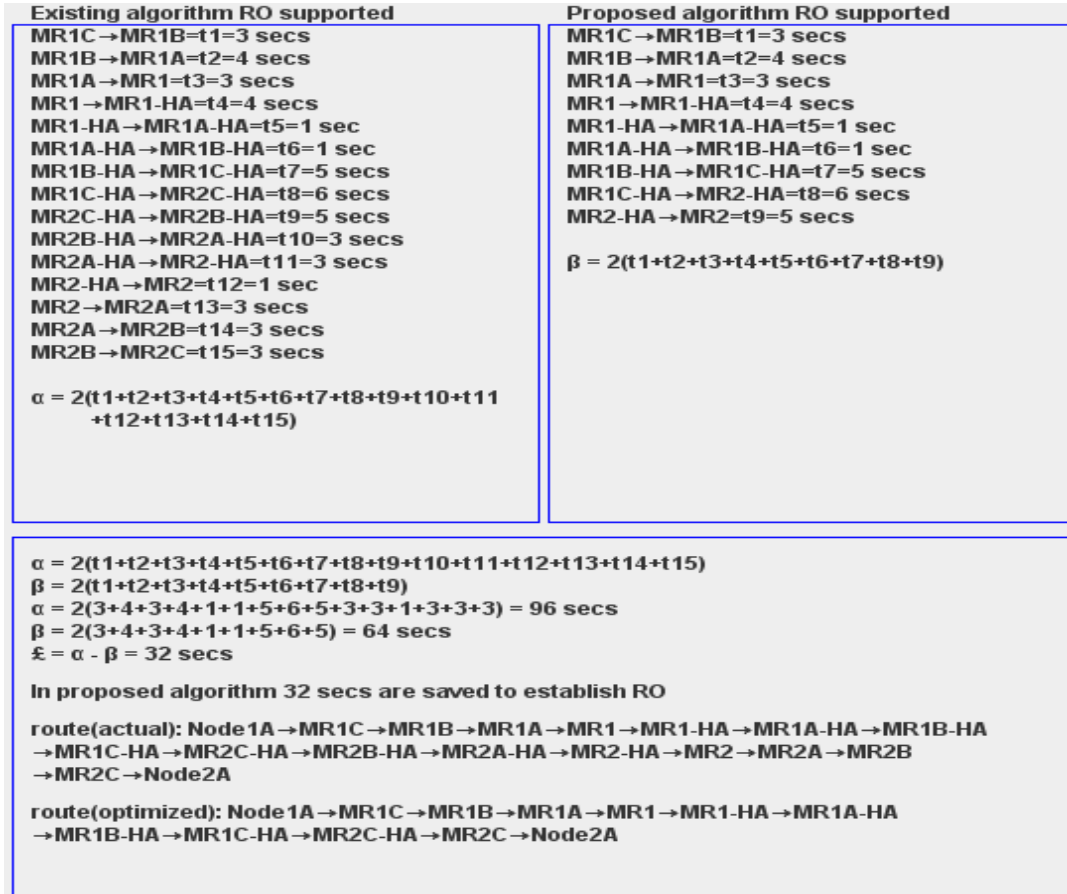 Existing algorithm RO supported
MR1C→MR1B=t1=3 secs
MR1B→MR1A=t2=4 secs
MR1A→MR1=t3=3 secs
MR1→MR1-HA=t4=4 secs
MR1-HA→MR1A-HA=t5=1 sec
MR1A-HA→MR1B-HA=t6=1 sec
MR1B-HA→MR1C-HA=t7=5 secs
MR1C-HA→MR2C-HA=t8=6 secs
MR2C-HA→MR2B-HA=t9=5 secs
MR2B-HA→MR2A-HA=t10=3 secs
MR2A-HA→MR2-HA=t11=3 secs
MR2-HA→MR2=t12=1 sec
MR2→MR2A=t13=3 secs
MR2A→MR2B=t14=3 secs
MR2B→MR2C=t15=3 secs
α = 2(t1+t2+t3+t4+t5+t6+t7+t8+t9+t10+t11
+t12+t13+t14+t15)
Proposed algorithm RO supported
MR1C→MR1B=t1=3 secs
MR1B→MR1A=t2=4 secs
MR1A→MR1=t3=3 secs
MR1→MR1-HA=t4=4 secs
MR1-HA→MR1A-HA=t5=1 sec
MR1A-HA→MR1B-HA=t6=1 sec
MR1B-HA→MR1C-HA=t7=5 secs
MR1C-HA→MR2-HA=t8=6 secs
MR2-HA→MR2=t9=5 secs
β = 2(t1+t2+t3+t4+t5+t6+t7+t8+t9)
α = 2(t1+t2+t3+t4+t5+t6+t7+t8+t9+t10+t11+t12+t13+t14+t15)
β = 2(t1+t2+t3+t4+t5+t6+t7+t8+t9)
α = 2(3+4+3+4+1+1+5+6+5+3+3+1+3+3+3) = 96 secs
β = 2(3+4+3+4+1+1+5+6+5) = 64 secs
£ = α - β = 32 secs
In proposed algorithm 32 secs are saved to establish RO
route(actual): Node1A→MR1C→MR1B→MR1A→MR1→MR1-HA→MR1A-HA→MR1B-HA
→MR1C-HA→MR2C-HA→MR2B-HA→MR2A-HA→MR2-HA→MR2→MR2A→MR2B
→MR2C→Node2A
route(optimized): Node1A→MR1C→MR1B→MR1A→MR1→MR1-HA→MR1A-HA
→MR1B-HA→MR1C-HA→MR2C-HA→MR2C→Node2A